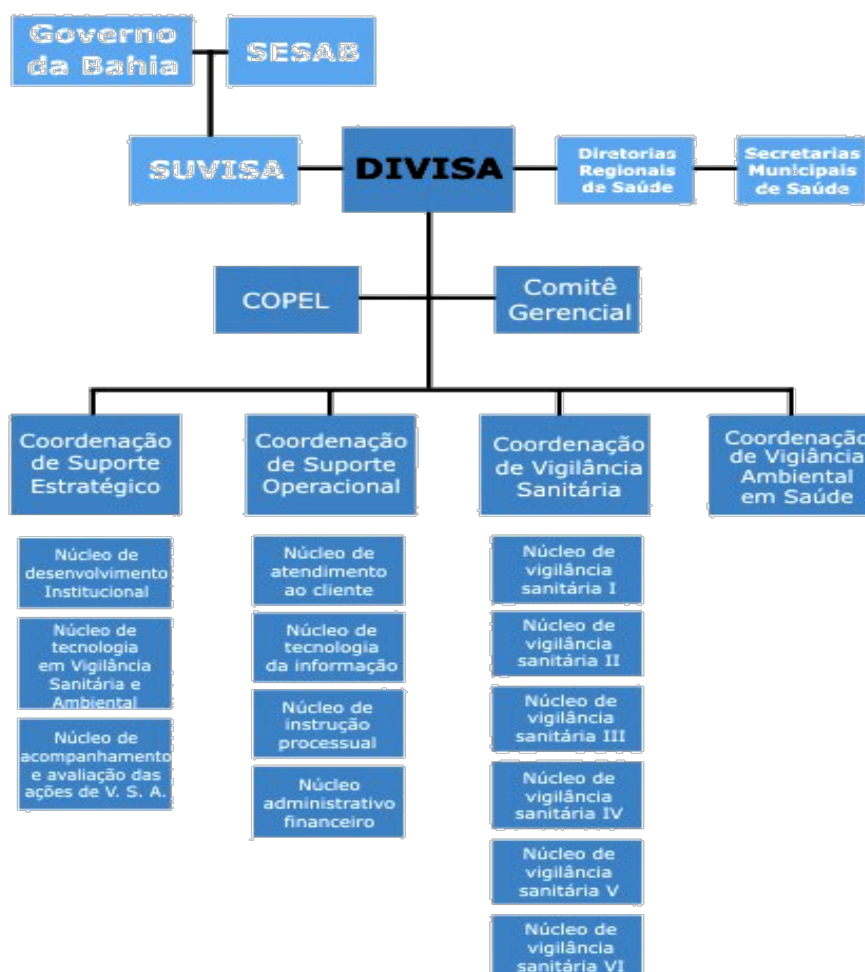 Governo
da Bahia
SESAB
SUVISA
DIVISA
Diretorias
Regionais
de Saúde
Secretarias
Municipais
de Saúde
COPEL
Comitê
Gerencial
Coordenação
de Suporte
Estratégico
Coordenação
de Suporte
Operacional
Coordenação
de Vigilância
Sanitária
Coordenação
de Vigiância
Ambiental
em Saúde
Núcleo de
desenvolvimento
Institucional
Núcleo de
tecnologia
em Vigilância
Sanitária e
Ambiental
Núcleo de
acompanhamento
e avaliação das
ações de V. S. A.
Núcleo de
atendimento
ao cliente
Núcleo de
tecnologia
da informação
Núcleo de
instrução
processual
Núcleo
administrativo
financeiro
Núcleo de
vigilância
sanitária I
Núcleo de
vigilância
sanitária II
Núcleo de
vigilância
sanitária III
Núcleo de
vigilância
sanitária IV
Núcleo de
vigilância
sanitária V
Núcleo de
vigilância
sanitária VI